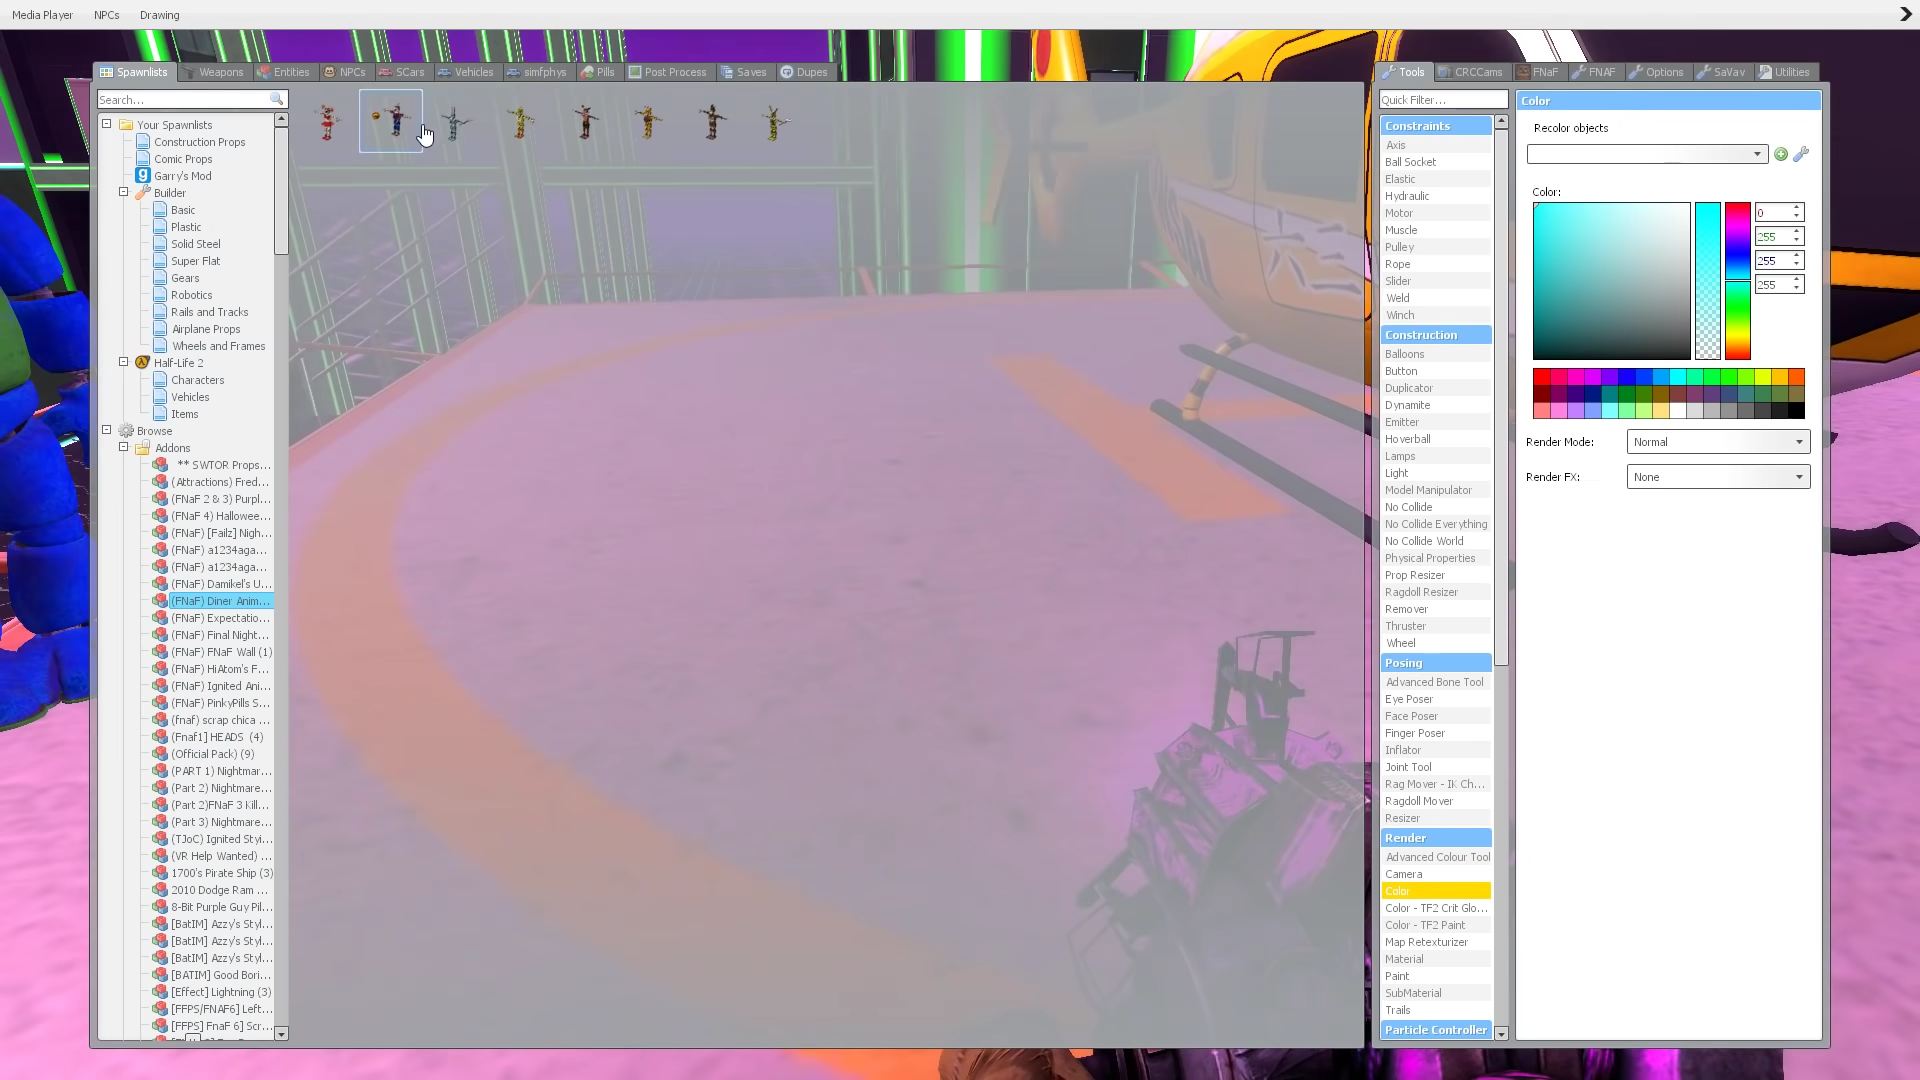 Media Player NPCs Drawing
Spawnlists Weapons Entities NPCs SCars Vehicles simfphys Pills Post Process Saves Dupes
Search...
Your Spawnlists
Construction Props
Comic Props
Garry's Mod
Builder
Basic
Plastic
Solid Steel
Super Flat
Gears
Robotics
Rails and Tracks
Airplane Props
Wheels and Frames
Half-Life 2
Characters
Vehicles
Items
Browse
Addons
** SWTOR Props...
(Attractions) Fred...
(FNaF 2 & 3) Purpl...
(FNaF 4) Hallowee...
(FNaF) [Failz] Nigh...
(FNaF) a1234aga...
(FNaF) a1234aga...
(FNaF) Damikel's U...
(FNaF) Diner Anim...
(FNaF) Expectatio...
(FNaF) Final Night...
(FNaF) FNaF Wall (1)
(FNaF) HiAtom's F...
(FNaF) Ignited Ani...
(FNaF) PinkyPills S...
(fnaf) scrap chica ...
(Fnaf1] HEADS (4)
(Official Pack) (9)
(PART 1) Nightmar...
(Part 2) Nightmare...
(Part 2)FNaF 3 Kill...
(Part 3) Nightmare...
(TJoC) Ignited Styi...
(VR Help Wanted) ...
1700's Pirate Ship (3)
2010 Dodge Ram ...
8-Bit Purple Guy Pil...
[BatIM] Azzy's Styl...
[BatIM] Azzy's Styl...
[BatIM] Azzy's Styl...
[BATIM] Good Bori...
[Effect] Lightning (3)
[FFPS/FNAF6] Left...
[FFPS] FnaF 6] Scr...
Tools CRCCams FNaF FNAF Options SaVav Utilities
Quick Filter...
Constraints
Axis
Ball Socket
Elastic
Hydraulic
Motor
Muscle
Pulley
Rope
Slider
Weld
Winch
Construction
Balloons
Button
Duplicator
Dynamite
Emitter
Hoverball
Lamps
Light
Model Manipulator
No Collide
No Collide Everything
No Collide World
Physical Properties
Prop Resizer
Ragdoll Resizer
Remover
Thruster
Wheel
Posing
Advanced Bone Tool
Eye Poser
Face Poser
Finger Poser
Inflator
Joint Tool
Rag Mover - IK Ch...
Ragdoll Mover
Resizer
Render
Advanced Colour Tool
Camera
Color
Color - TF2 Crit Glo...
Color - TF2 Paint
Map Retexturizer
Material
Paint
SubMaterial
Trails
Particle Controller
Color
Recolor objects
Color:
0
255
255
255
Render Mode: Normal
Render FX: None